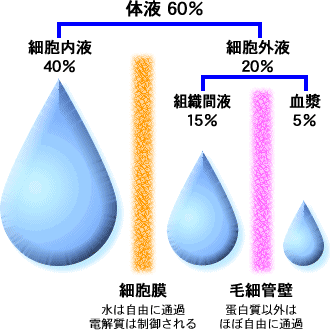 体液 60%
細胞内液
40%
細胞外液
20%
組織間液
15%
血漿
5%
細胞膜
水は自由に通過
電解質は制御される
毛細管壁
蛋白質以外は
ほぼ自由に通過